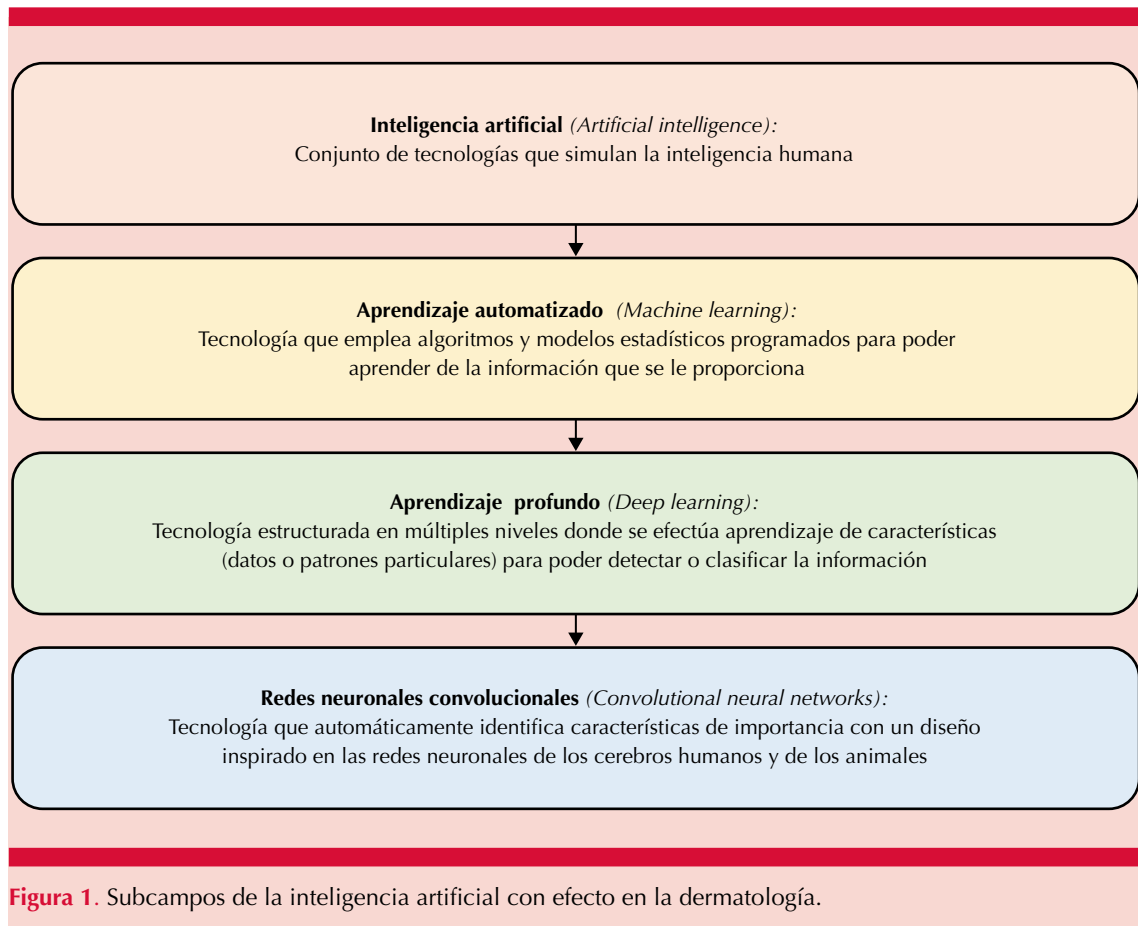 Inteligencia artificial (Artificial intelligence):
Conjunto de tecnologías que simulan la inteligencia humana
Aprendizaje automatizado (Machine learning):
Tecnología que emplea algoritmos y modelos estadísticos programados para poder
aprender de la información que se le proporciona
Aprendizaje profundo (Deep learning):
Tecnología estructurada en múltiples niveles donde se efectúa aprendizaje de características
(datos o patrones particulares) para poder detectar o clasificar la información
Redes neuronales convolucionales (Convolutional neural networks):
Tecnología que automáticamente identifica características de importancia con un diseño
inspirado en las redes neuronales de los cerebros humanos y de los animales
Figura 1. Subcampos de la inteligencia artificial con efecto en la dermatología.